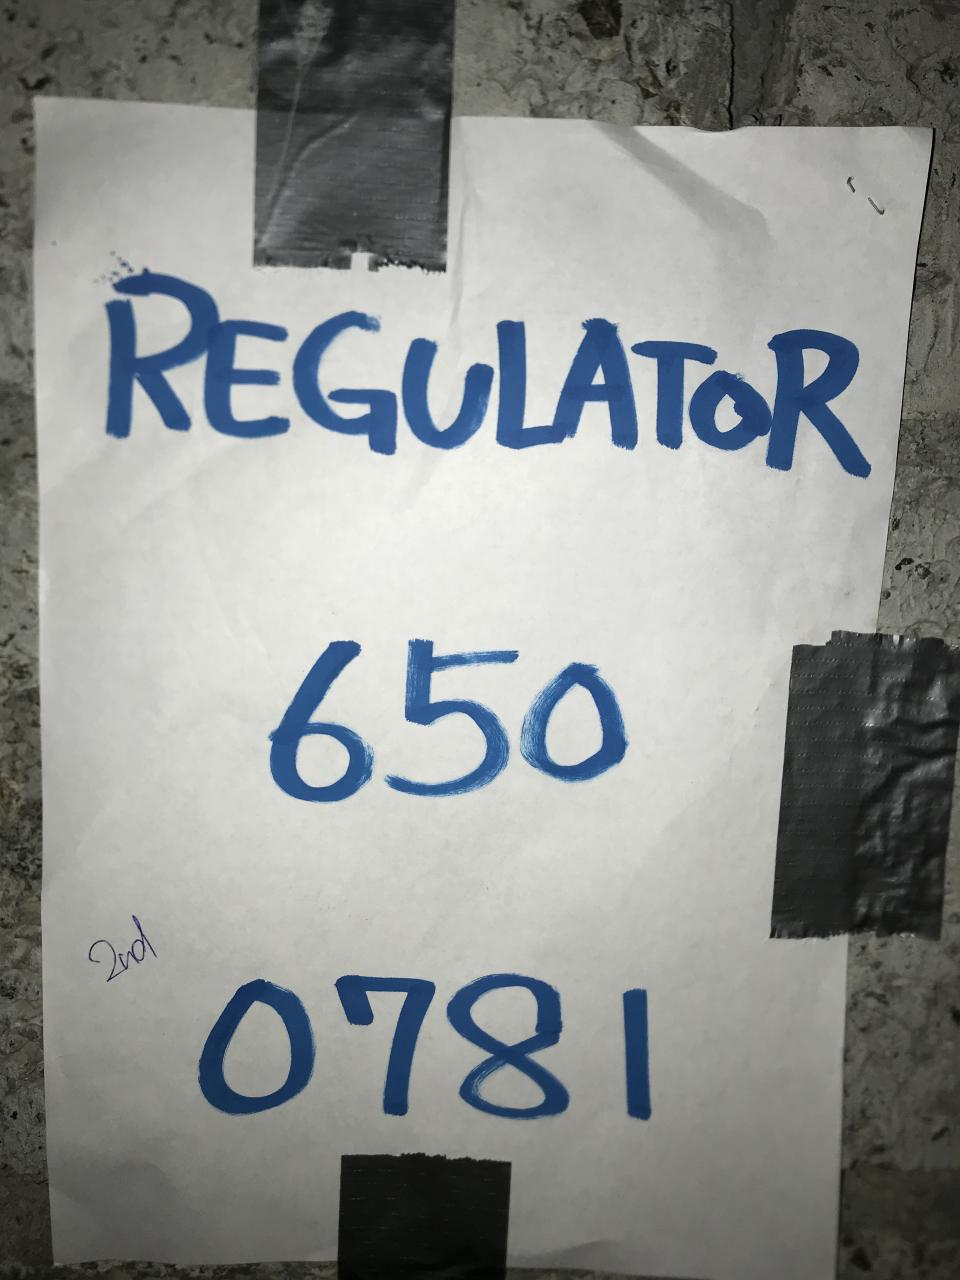 REGULATOR
650
2nd
0781